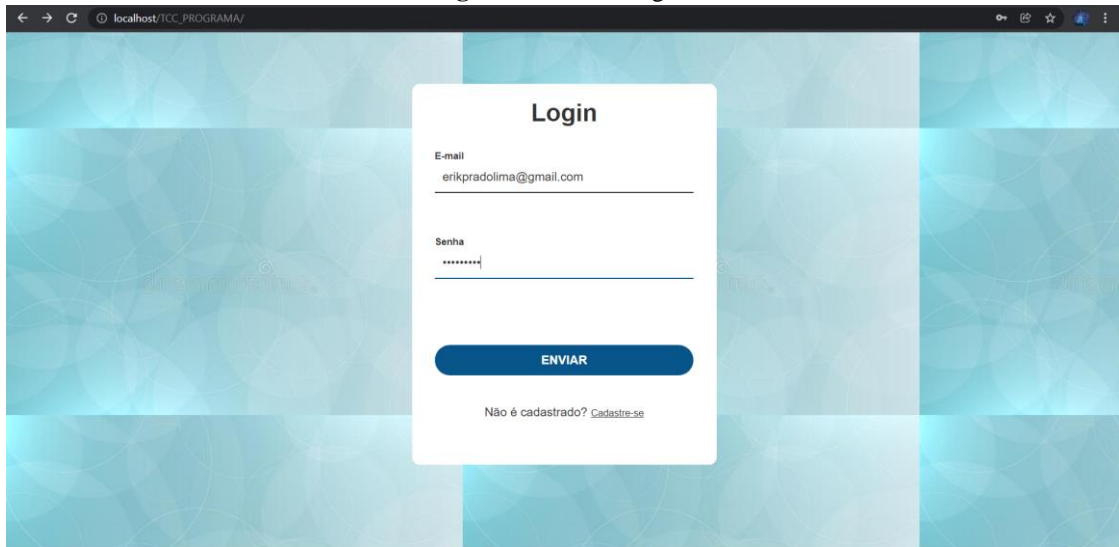 localhost/TCC_PROGRAMA/
Login
E-mail
erikpradolima@gmail.com
Senha
•••••••••
ENVIAR
Não é cadastrado? Cadastre-se